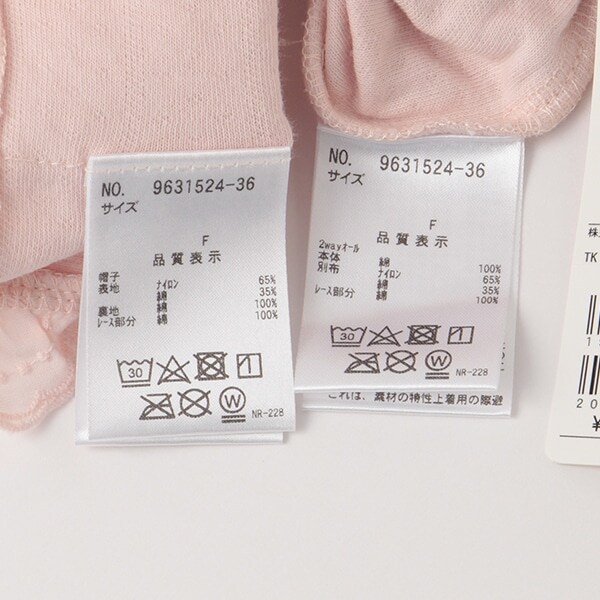 NO. 9631524-36
サイズ
F
品質表示
帽子
表地 ナイロン 65%
綿 35%
裏地 綿 100%
レース部分 綿 100%
30
NR-228
NO. 9631524-36
サイズ
F
品質表示
2wayオール
本体 綿 100%
別布 ナイロン 65%
綿 35%
レース部分 綿 100%
30
NR-228
これは、素材の特性上着用の際避
TK
20
¥